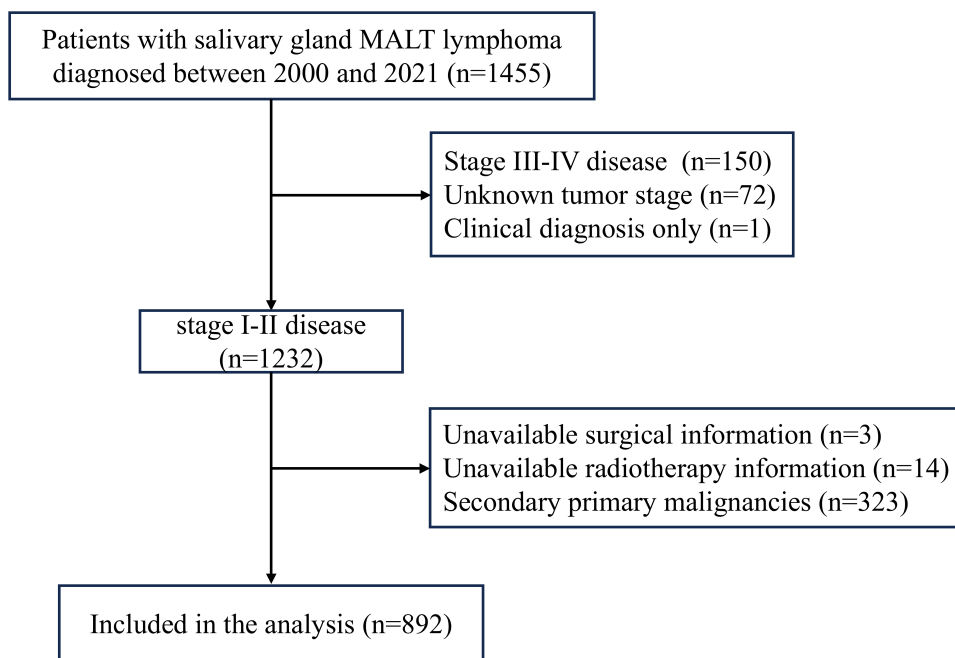 Patients with salivary gland MALT lymphoma
diagnosed between 2000 and 2021 (n=1455)
Stage III-IV disease (n=150)
Unknown tumor stage (n=72)
Clinical diagnosis only (n=1)
stage I-II disease
(n=1232)
Unavailable surgical information (n=3)
Unavailable radiotherapy information (n=14)
Secondary primary malignancies (n=323)
Included in the analysis (n=892)